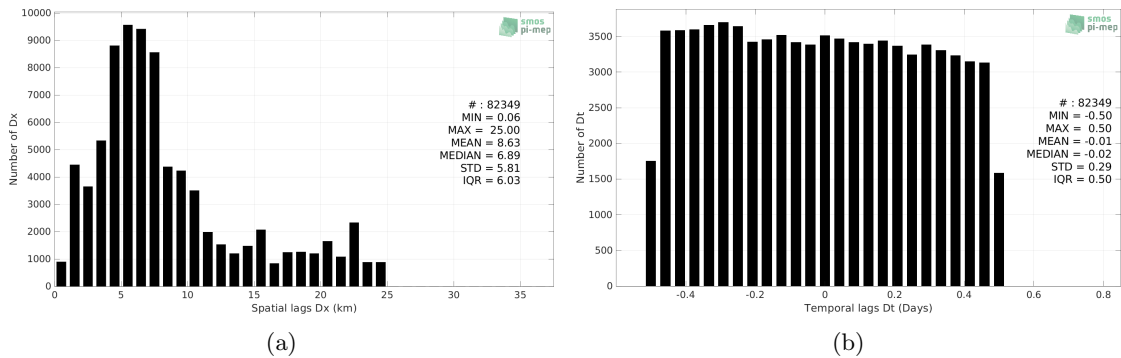 10000
9000
8000
7000
6000
5000
4000
3000
2000
1000
0
Number of Dx
0 5 10 15 20 25 30 35
Spatial lags Dx (km)
smos
pi-mep
# : 82349
MIN = 0.06
MAX = 25.00
MEAN = 8.63
MEDIAN = 6.89
STD = 5.81
IQR = 6.03
(a)
3500
3000
2500
2000
1500
1000
500
0
Number of Dt
-0.4 -0.2 0 0.2 0.4 0.6 0.8
Temporal lags Dt (Days)
smos
pi-mep
# : 82349
MIN = -0.50
MAX = 0.50
MEAN = -0.01
MEDIAN = -0.02
STD = 0.29
IQR = 0.50
(b)